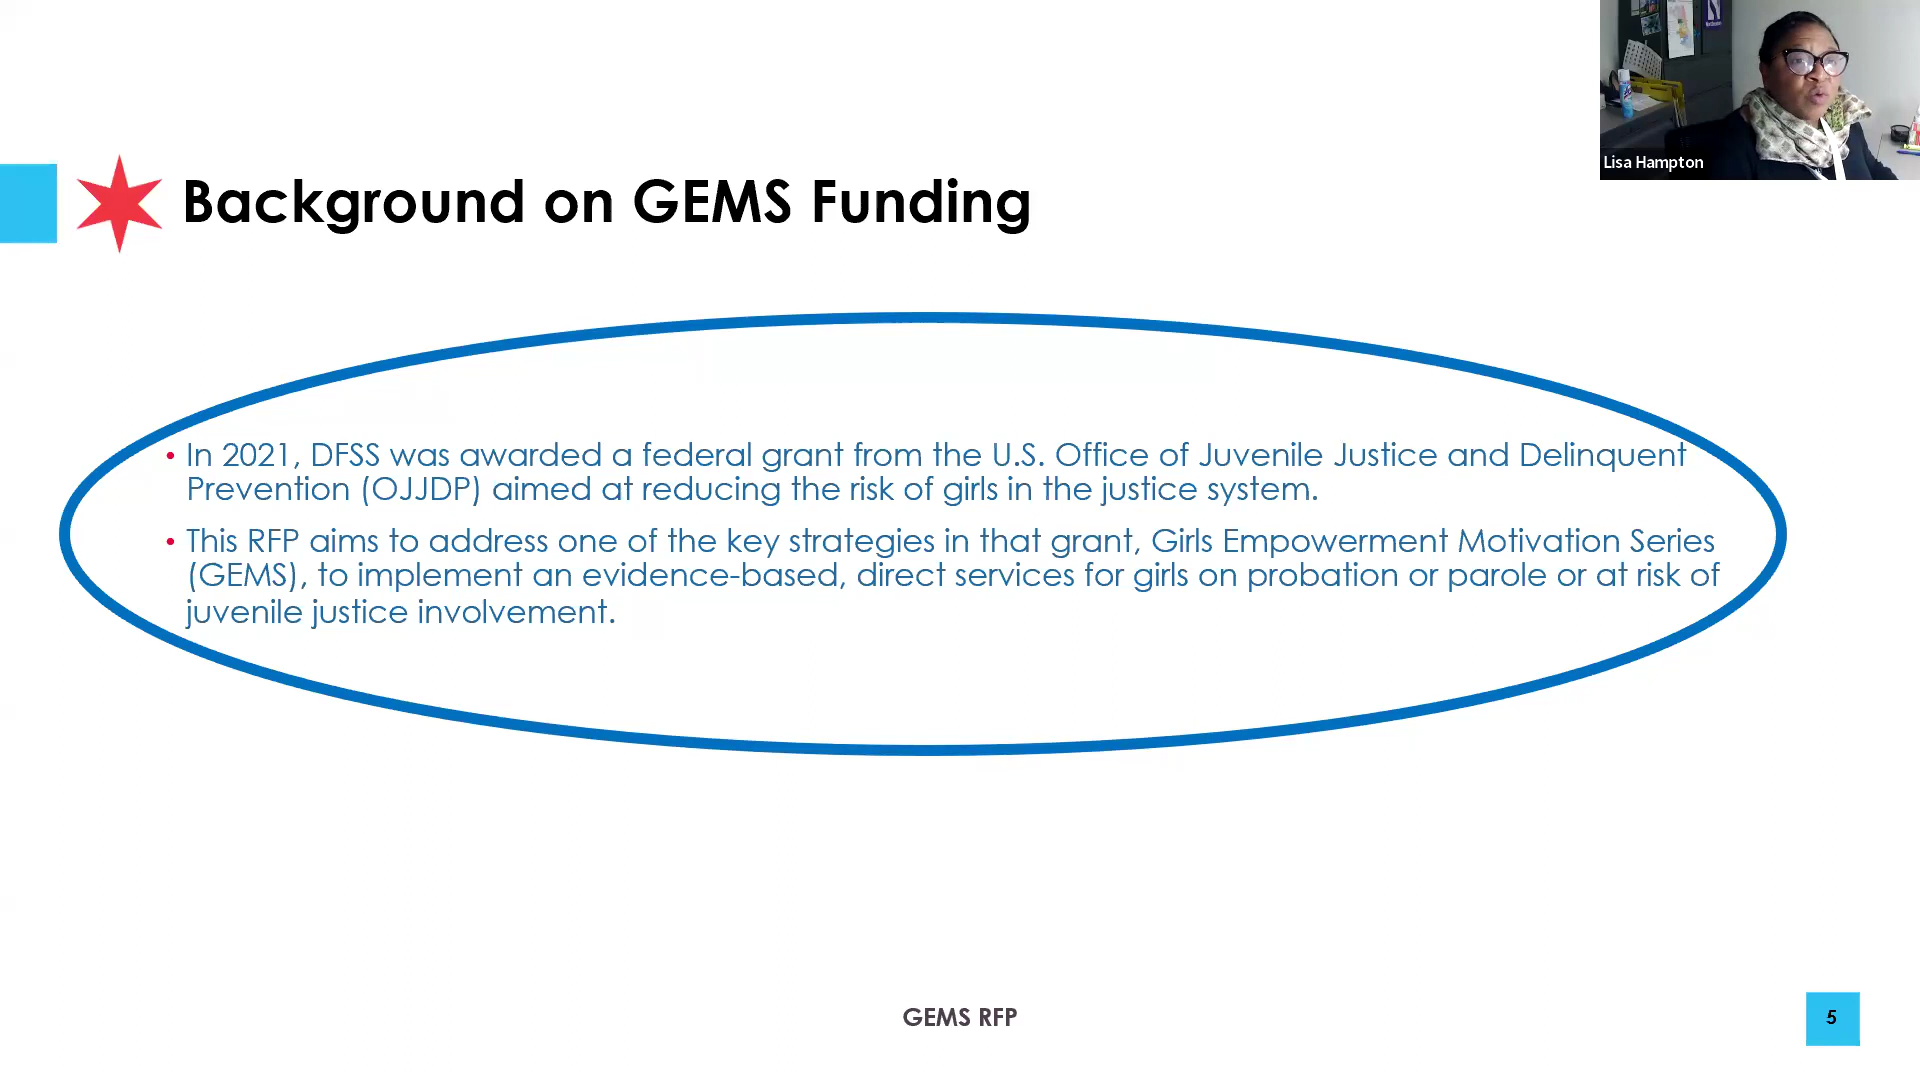 Lisa Hampton
Background on GEMS Funding
• In 2021, DFSS was awarded a federal grant from the U.S. Office of Juvenile Justice and Delinquent
Prevention (OJJDP) aimed at reducing the risk of girls in the justice system.
• This RFP aims to address one of the key strategies in that grant, Girls Empowerment Motivation Series
(GEMS), to implement an evidence-based, direct services for girls on probation or parole or at risk of
juvenile justice involvement.
GEMS RFP
5